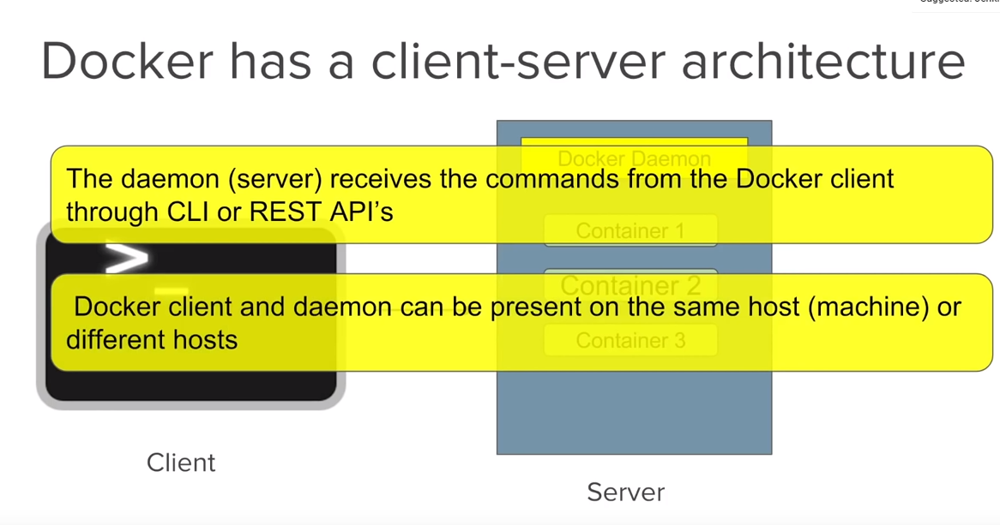 Docker has a client-server architecture
Docker Daemon
The daemon (server) receives the commands from the Docker client
through CLI or REST API’s
Container 1
>_
Container 2
Docker client and daemon can be present on the same host (machine) or
different hosts
Container 3
Client
Server